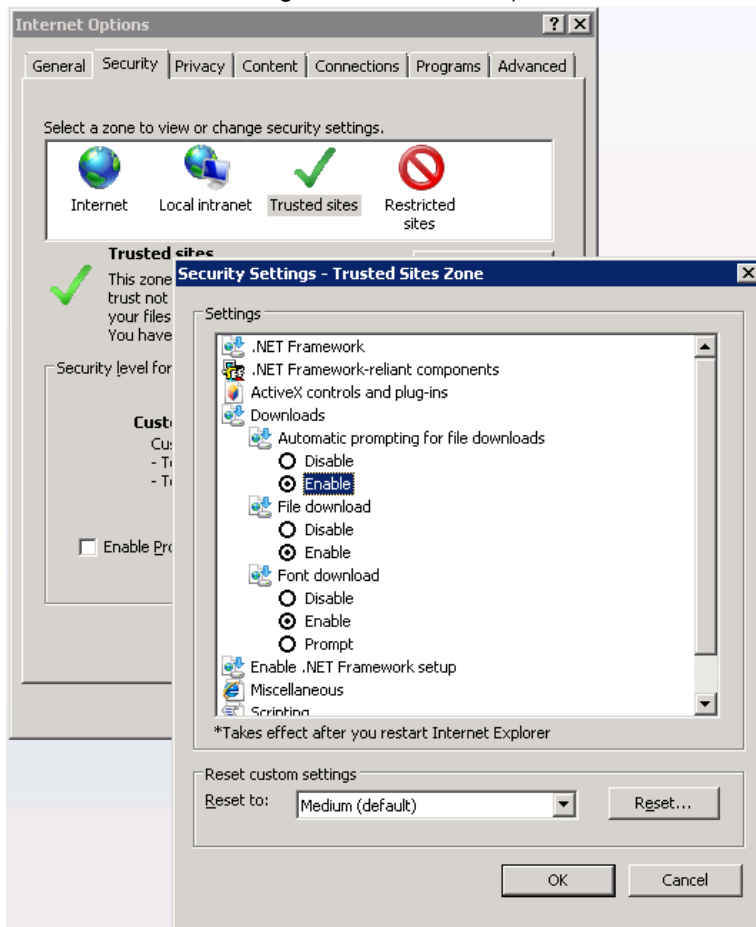 Internet Options
General Security Privacy Content Connections Programs Advanced
Select a zone to view or change security settings.
Internet Local intranet Trusted sites Restricted sites
Trusted sites
This zone
trust not
your files
You have
Security level for
Enable
Security Settings - Trusted Sites Zone
Settings
.NET Framework
.NET Framework-reliant components
ActiveX controls and plug-ins
Downloads
Automatic prompting for file downloads
Disable
Enable
File download
Disable
Enable
Font download
Disable
Enable
Prompt
Enable .NET Framework setup
Miscellaneous
Scripting
*Takes effect after you restart Internet Explorer
Reset custom settings
Reset to: Medium (default) Reset...
OK Cancel